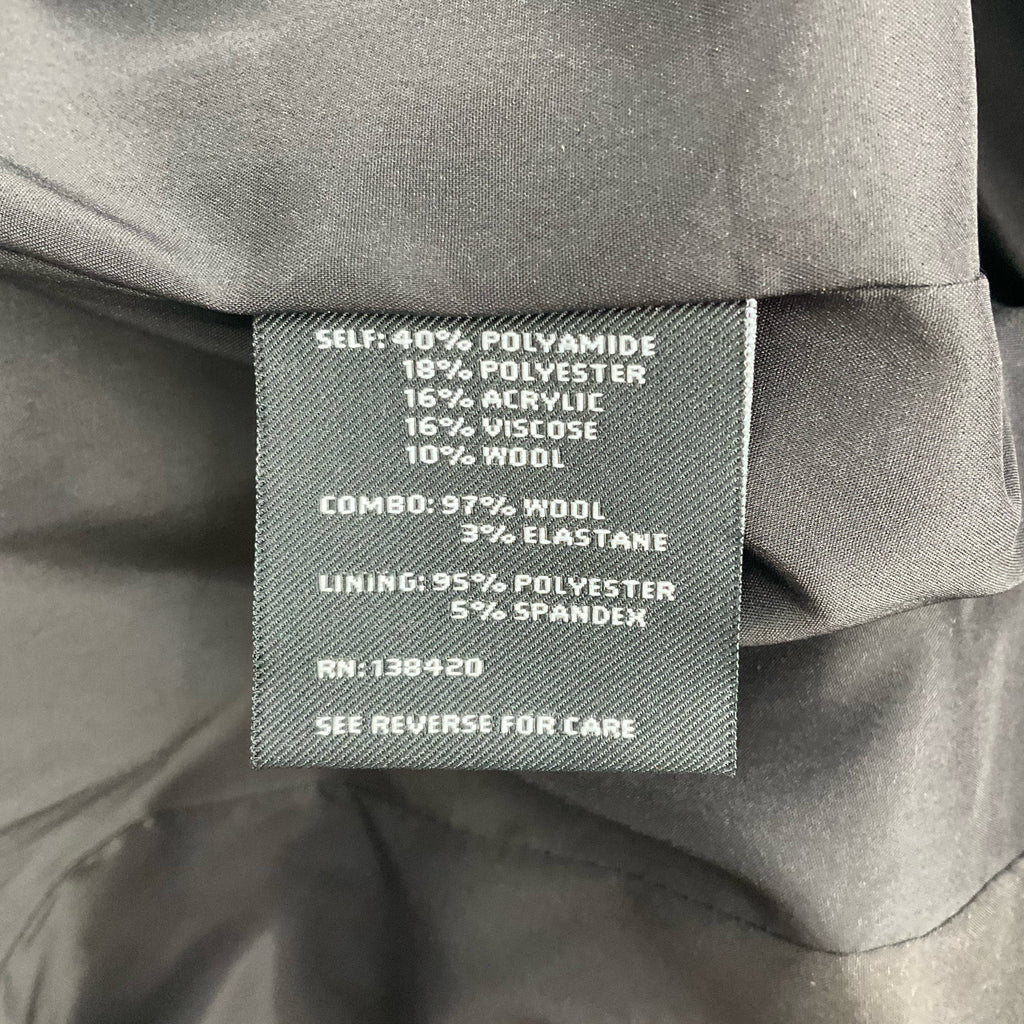 SELF: 40% POLYAMIDE
18% POLYESTER
16% ACRYLIC
16% VISCOSE
10% WOOL
COMBO: 97% WOOL
3% ELASTANE
LINING: 95% POLYESTER
5% SPANDEX
RN: 138420
SEE REVERSE FOR CARE